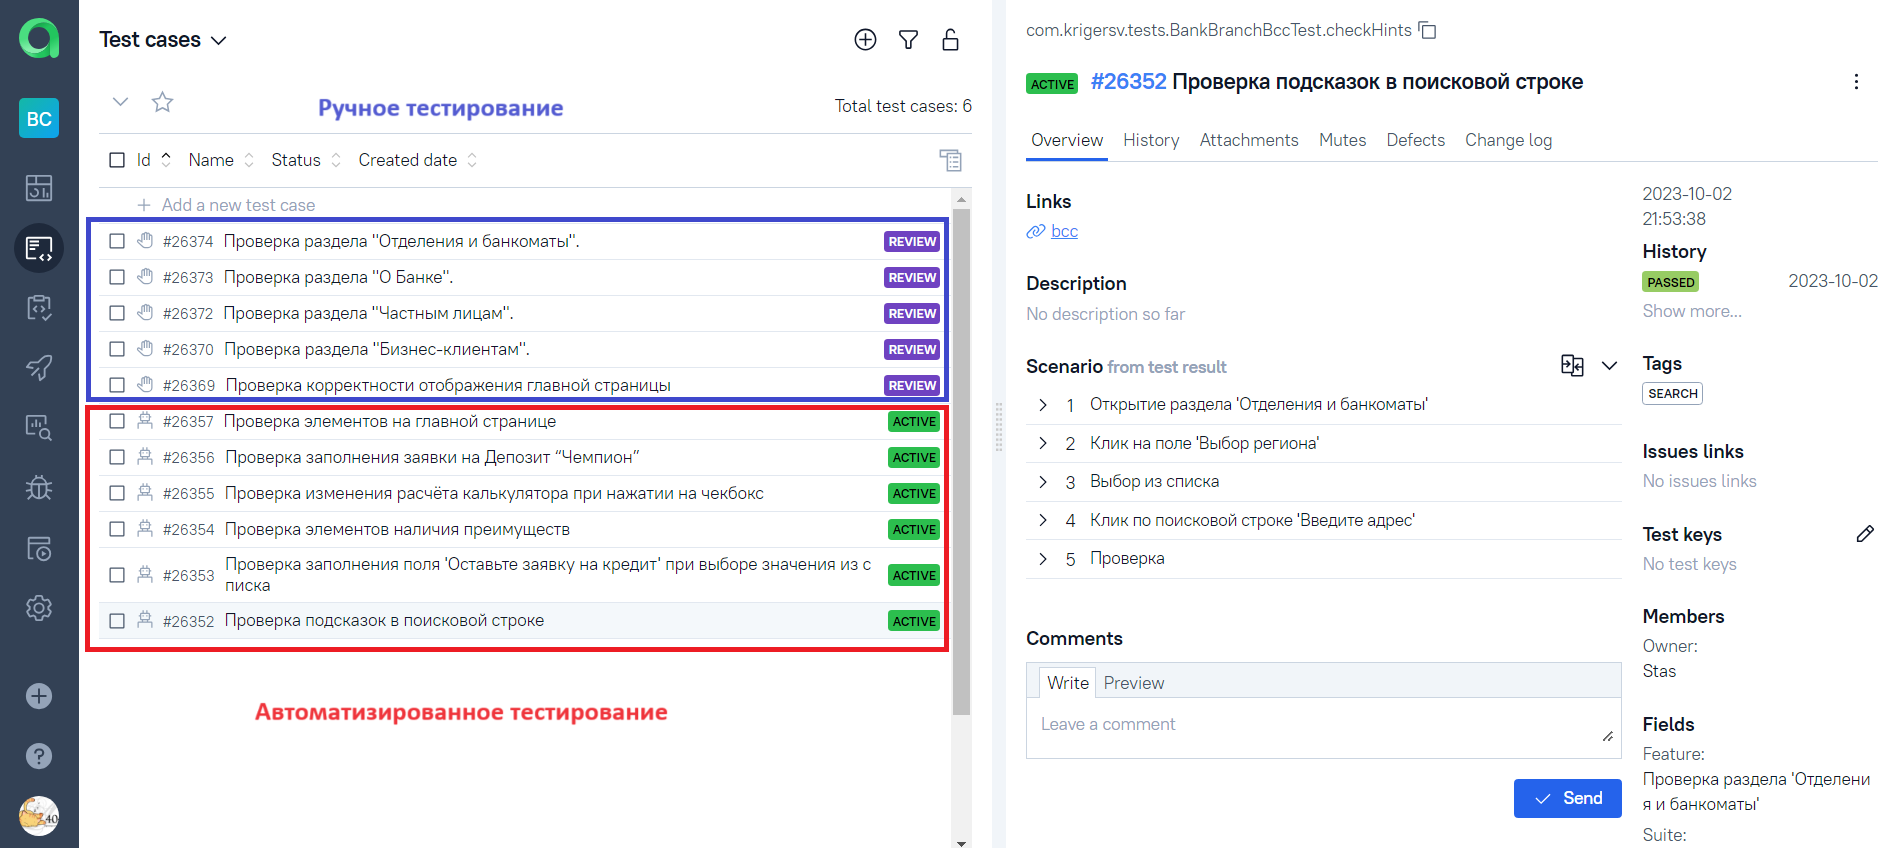 BC
Test cases
Ручное тестирование
Total test cases: 6
Id Name Status Created date
Add a new test case
#26374 Проверка раздела "Отделения и банкоматы". REVIEW
#26373 Проверка раздела "О Банке". REVIEW
#26372 Проверка раздела "Частным лицам". REVIEW
#26370 Проверка раздела "Бизнес-клиентам". REVIEW
#26369 Проверка корректности отображения главной страницы REVIEW
#26357 Проверка элементов на главной странице ACTIVE
#26356 Проверка заполнения заявки на Депозит “Чемпион” ACTIVE
#26355 Проверка изменения расчёта калькулятора при нажатии на чекбокс ACTIVE
#26354 Проверка элементов наличия преимуществ ACTIVE
#26353 Проверка заполнения поля 'Оставьте заявку на кредит' при выборе значения из с
писка ACTIVE
#26352 Проверка подсказок в поисковой строке ACTIVE
Автоматизированное тестирование
40
com.krigersv.tests.BankBranchBccTest.checkHints
ACTIVE #26352 Проверка подсказок в поисковой строке
Overview History Attachments Mutes Defects Change log
Links
bcc
Description
No description so far
Scenario from test result
1 Открытие раздела 'Отделения и банкоматы'
2 Клик на поле 'Выбор региона'
3 Выбор из списка
4 Клик по поисковой строке 'Введите адрес'
5 Проверка
Comments
Write Preview
Leave a comment
Send
2023-10-02
21:53:38
History
PASSED 2023-10-02
Show more...
Tags
SEARCH
Issues links
No issues links
Test keys
No test keys
Members
Owner:
Stas
Fields
Feature:
Проверка раздела 'Отделени
я и банкоматы'
Suite: